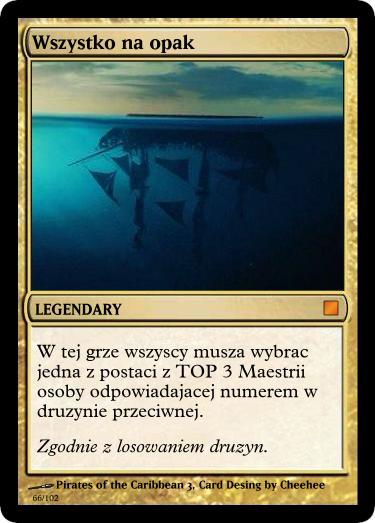 Wszystko na opak
LEGENDARY
W tej grze wszyscy musza wybrac
jedna z postaci z TOP 3 Maestrii
osoby odpowiadajacej numerem w
druzynie przeciwnej.
Zgodnie z losowaniem druzyn.
Pirates of the Caribbean 3, Card Desing by Cheehee
66/102